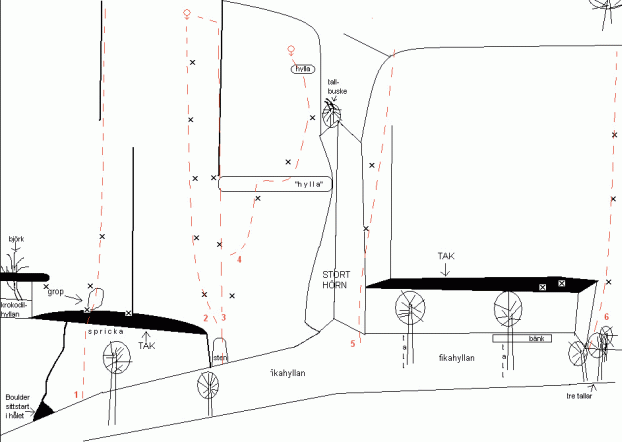 hylla
tall-
buske
"hylla"
björk
TAK
grop
4
STORT
HÖRN
krokodil-
hyllan
2
3
6
spricka
TAK
bänk
5
tall
tall
sten
fikahyllan
fikahyllan
1
Boulder
sittstart
i hålet
tre tallar